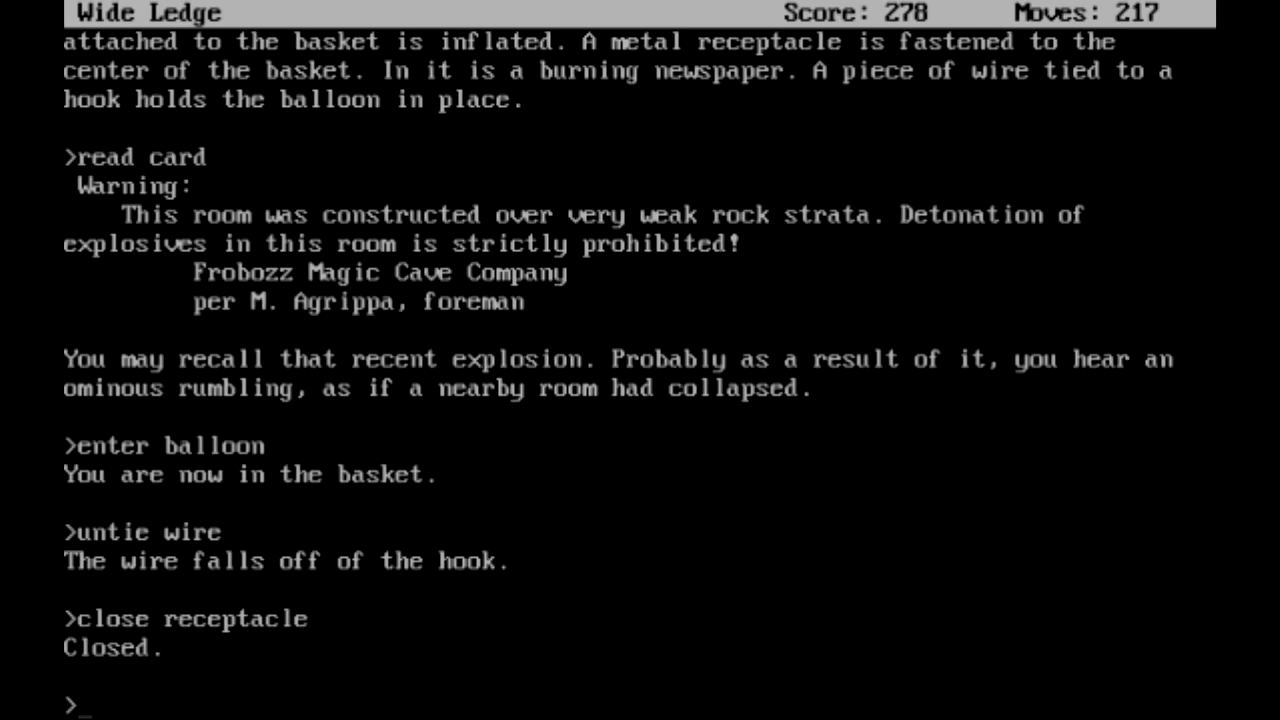 Wide Ledge Score: 278 Moves: 217
attached to the basket is inflated. A metal receptacle is fastened to the
center of the basket. In it is a burning newspaper. A piece of wire tied to a
hook holds the balloon in place.
>read card
Warning:
This room was constructed over very weak rock strata. Detonation of
explosives in this room is strictly prohibited!
Frobozz Magic Cave Company
per M. Agrippa, foreman
You may recall that recent explosion. Probably as a result of it, you hear an
ominous rumbling, as if a nearby room had collapsed.
>enter balloon
You are now in the basket.
>untie wire
The wire falls off of the hook.
>close receptacle
Closed.
>_